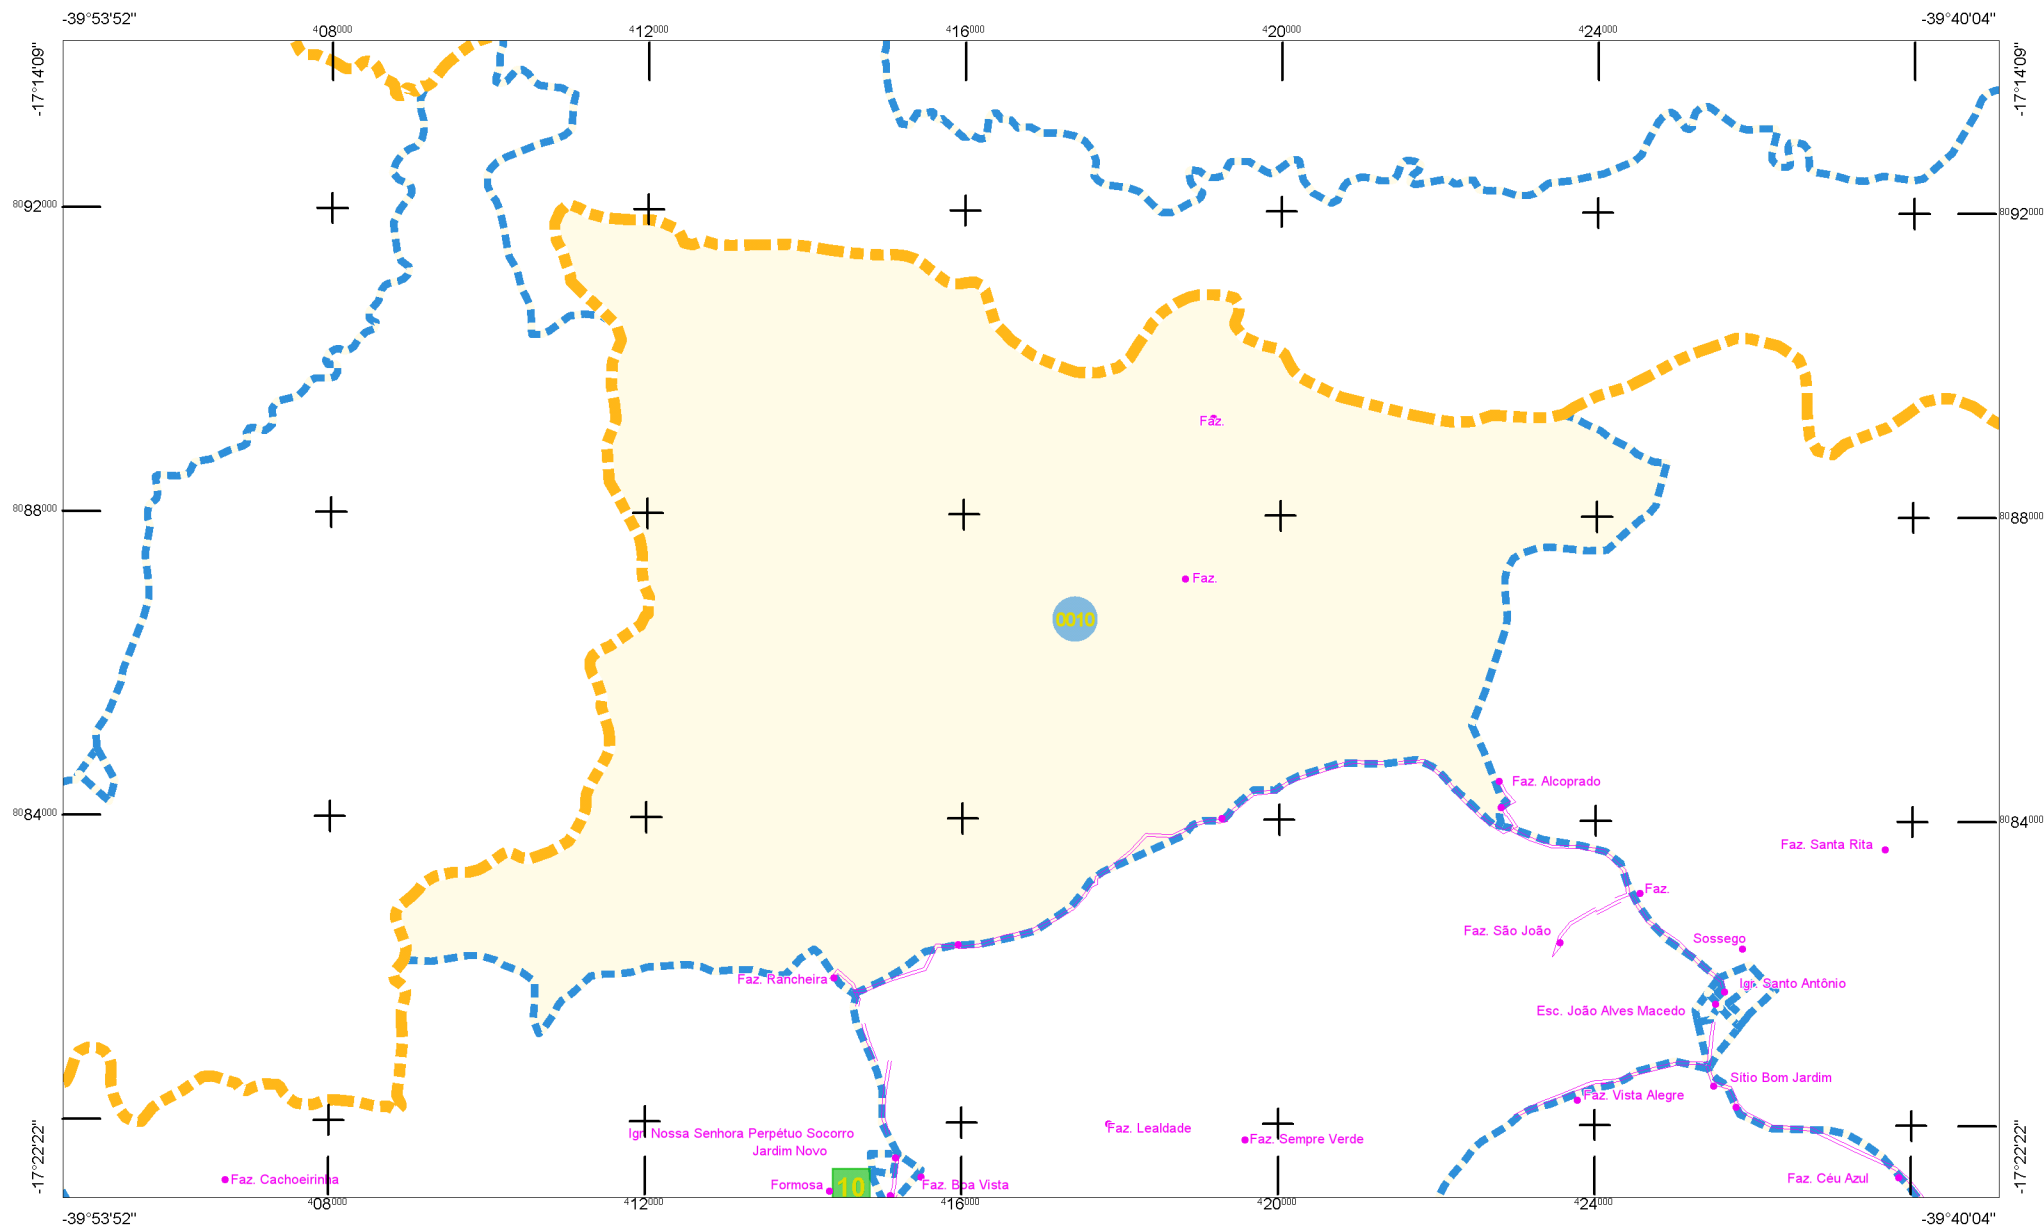 -39°53'52"
-39°40'04"
408000
412000
416000
420000
424000
-17°14'09"
-17°14'09"
8092000
8092000
Faz.
8088000
8088000
Faz.
0010
Faz. Alcoprado
8084000
8084000
Faz. Santa Rita
Faz.
Faz. São João
Sossego
Faz. Rancheira
Igr. Santo Antônio
Esc. João Alves Macedo
Sítio Bom Jardim
Faz. Vista Alegre
Faz. Lealdade
Igr. Nossa Senhora Perpétuo Socorro
Faz. Sempre Verde
Jardim Novo
-17°22'22"
-17°22'22"
Faz. Cachoeirinha
Formosa
10
Faz. Boa Vista
Faz. Céu Azul
408000
412000
416000
420000
424000
-39°53'52"
-39°40'04"